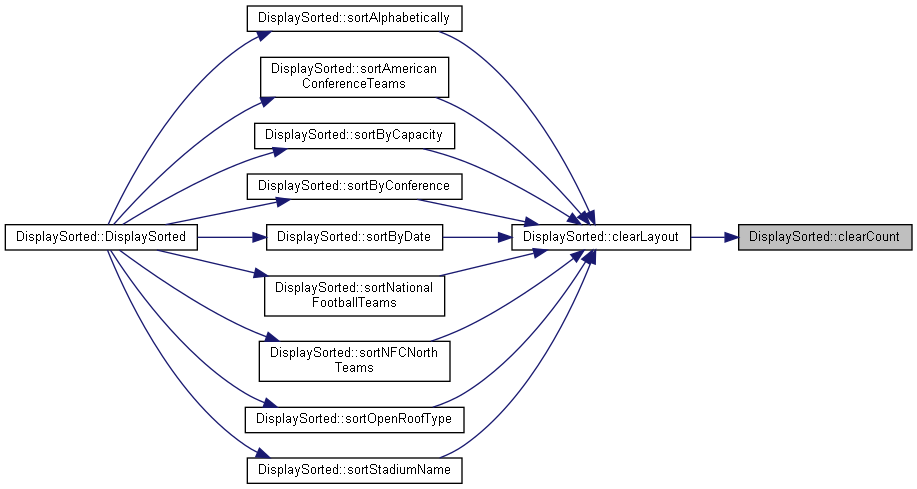 DisplaySorted::sortAlphabetically
DisplaySorted::sortAmerican
ConferenceTeams
DisplaySorted::sortByCapacity
DisplaySorted::sortByConference
DisplaySorted::DisplaySorted
DisplaySorted::sortByDate
DisplaySorted::clearLayout
DisplaySorted::clearCount
DisplaySorted::sortNational
FootballTeams
DisplaySorted::sortNFCNorth
Teams
DisplaySorted::sortOpenRoofType
DisplaySorted::sortStadiumName